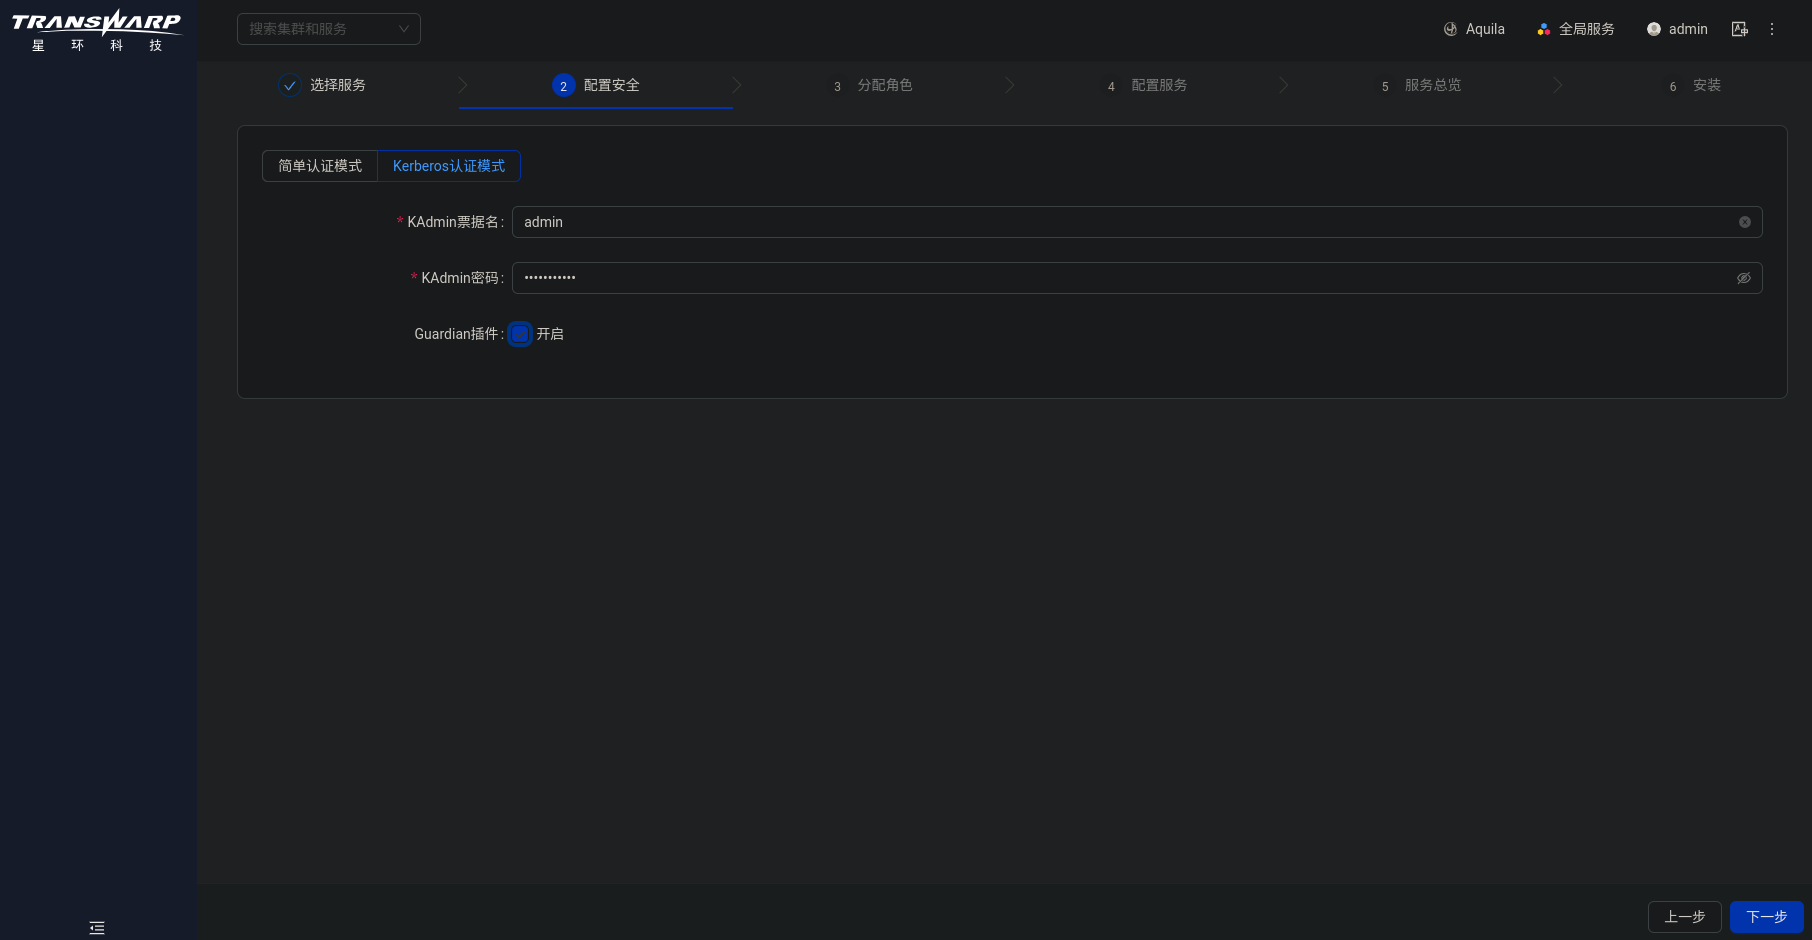 TRANSWARP
星环科技
搜索集群和服务
Aquila
全局服务
admin
选择服务
2 配置安全
3 分配角色
4 配置服务
5 服务总览
6 安装
简单认证模式
Kerberos认证模式
* KAdmin票据名: admin
* KAdmin密码: •••••••••••
Guardian插件: 开启
上一步
下一步